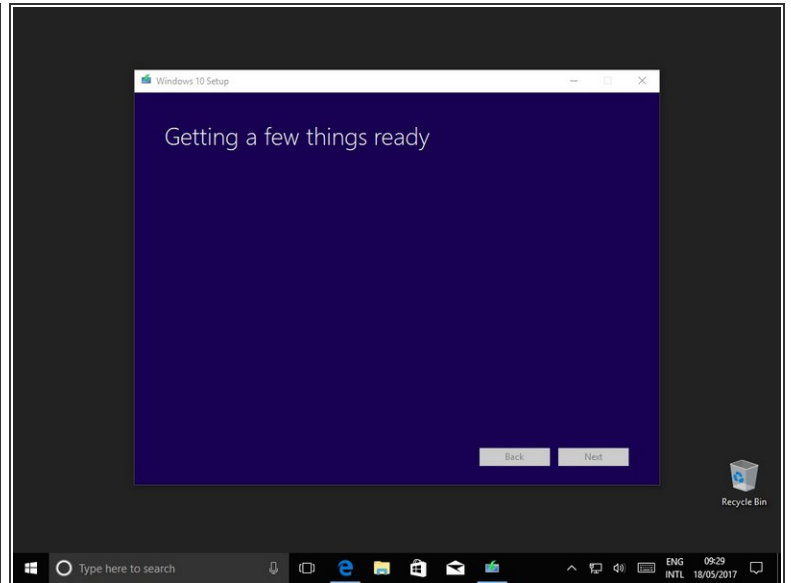 Windows 10 Setup
Getting a few things ready
Back
Next
Recycle Bin
Type here to search
ENG
INTL
09:29
18/05/2017